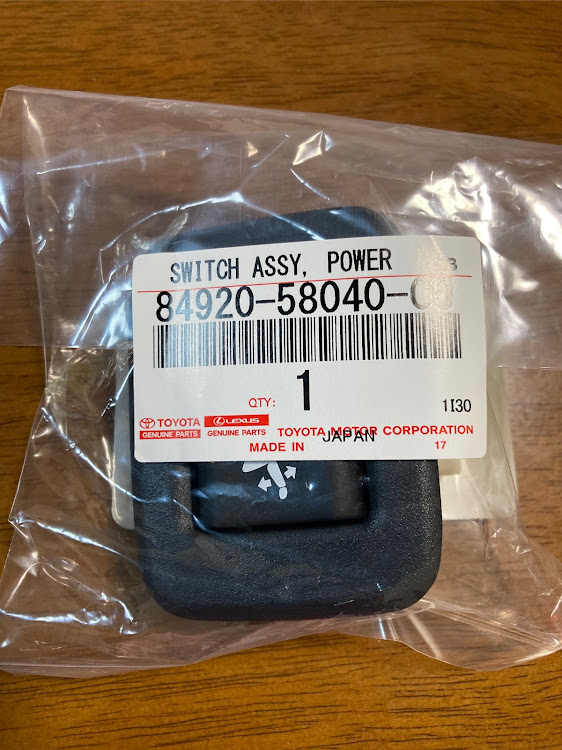 SWITCH ASSY, POWER
84920-58040-
QTY: 1
1I30
TOYOTA
GENUINE PARTS
LEXUS
GENUINE PARTS
TOYOTA MOTOR CORPORATION
MADE IN JAPAN
17